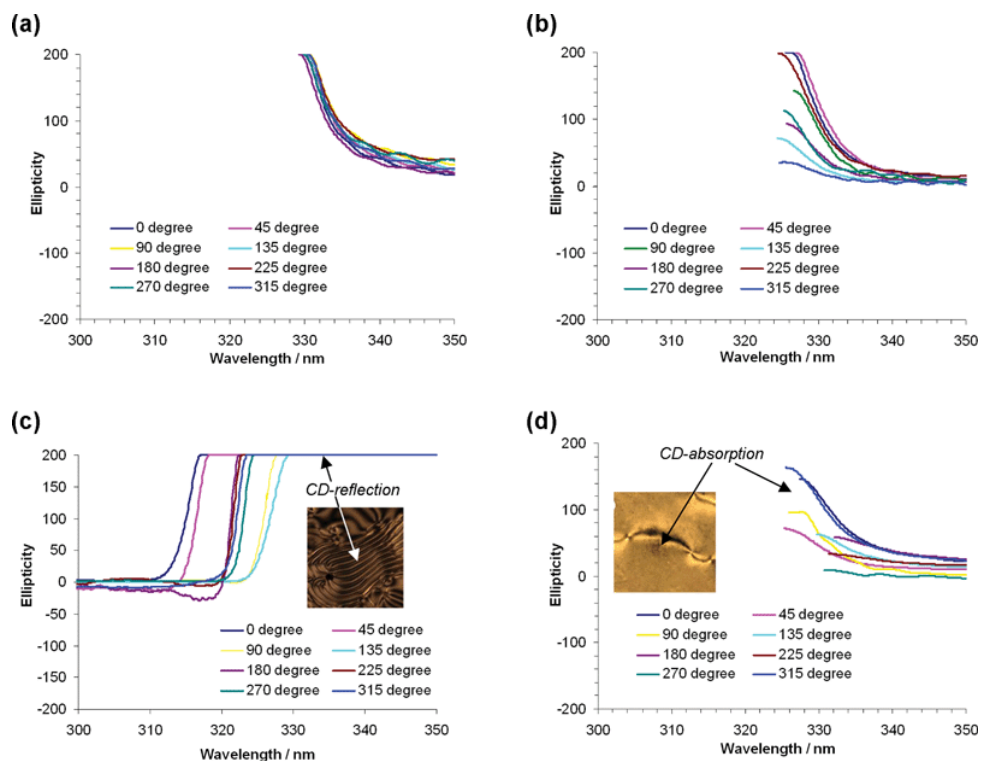 (a)
200
100
0
-100
-200
Ellipticity
0 degree
45 degree
90 degree
135 degree
180 degree
225 degree
270 degree
315 degree
300
310
320
330
340
350
Wavelength / nm
(b)
200
100
0
-100
-200
Ellipticity
0 degree
45 degree
90 degree
135 degree
180 degree
225 degree
270 degree
315 degree
300
310
320
330
340
350
Wavelength / nm
(c)
200
150
100
50
0
-50
-100
-150
-200
Ellipticity
CD-reflection
0 degree
45 degree
90 degree
135 degree
180 degree
225 degree
270 degree
315 degree
300
310
320
330
340
350
Wavelength / nm
(d)
200
100
0
-100
-200
Ellipticity
CD-absorption
0 degree
45 degree
90 degree
135 degree
180 degree
225 degree
270 degree
315 degree
300
310
320
330
340
350
Wavelength / nm